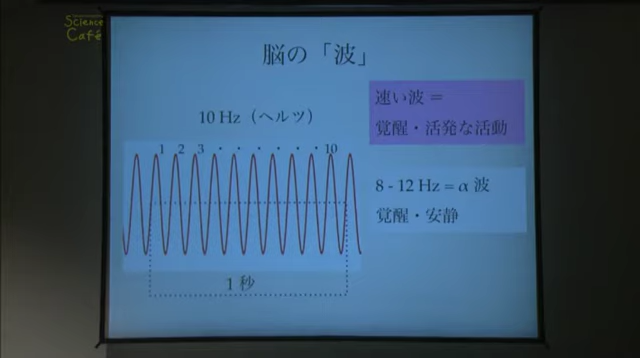 Science
Café
脳の「波」
10 Hz（ヘルツ）
1 2 3 ・・・・・・10
1 秒
速い波 =
覚醒・活発な活動
8 - 12 Hz = α 波
覚醒・安静